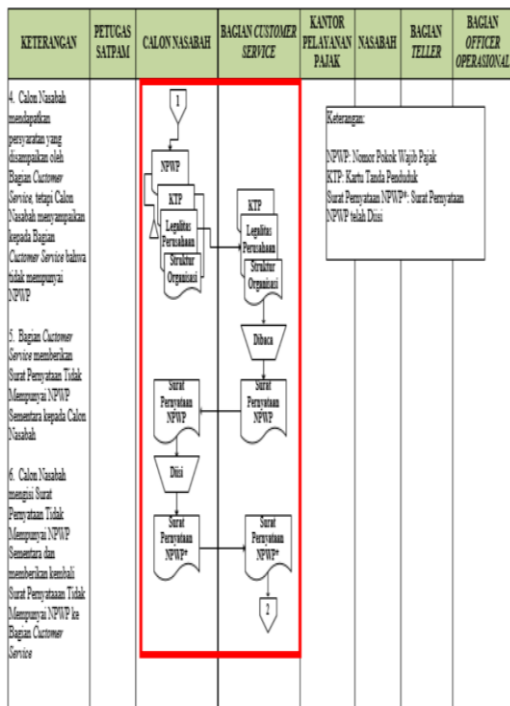 KETERANGAN
PETUGAS
SATPAM
CALON NASABAH
BAGIAN CUSTOMER
SERVICE
KANTOR
PELAYANAN
PAJAK
NASABAH
BAGIAN
TELLER
BAGIAN
OFFICER
OPERASIONAL
4. Calon Nasabah
mendapatkan
persyaratan yang
disampaikan oleh
Bagian Customer
Service, tetapi Calon
Nasabah menyampaikan
kepada Bagian
Customer Service bahwa
tidak mempunyai
NPWP
5. Bagian Customer
Service memberikan
Surat Pernyataan Tidak
Mempunyai NPWP
Sementara kepada Calon
Nasabah
6. Calon Nasabah
mengisi Surat
Pernyataan Tidak
Mempunyai NPWP
Sementara dan
memberikan kembali
Surat Pernyataaan Tidak
Mempunyai NPWP ke
Bagian Customer
Service
1
NPWP
KTP
Legalitas
Perusahaan
Struktur
Organisasi
KTP
Legalitas
Perusahaan
Struktur
Organisasi
Dibaca
Surat
Pernyataan
NPWP
Surat
Pernyataan
NPWP
Diisi
Surat
Pernyataan
NPWP*
Surat
Pernyataan
NPWP*
2
Keterangan:
NPWP: Nomor Pokok Wajib Pajak
KTP: Kartu Tanda Penduduk
Surat Pernyataan NPWP*: Surat Pernyataan
NPWP telah Diisi